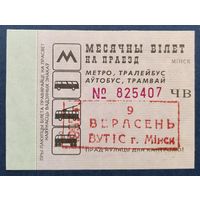 МЕСЯЧНЫ БІЛЕТ
НА ПРАЕЗД
МІНСК
МЕТРО, ТРАЛЕЙБУС
АЎТОБУС, ТРАМВАЙ
№ 825407 ЧВ
9
ВЕРАСЕНЬ
ВУТІС г. Мінск